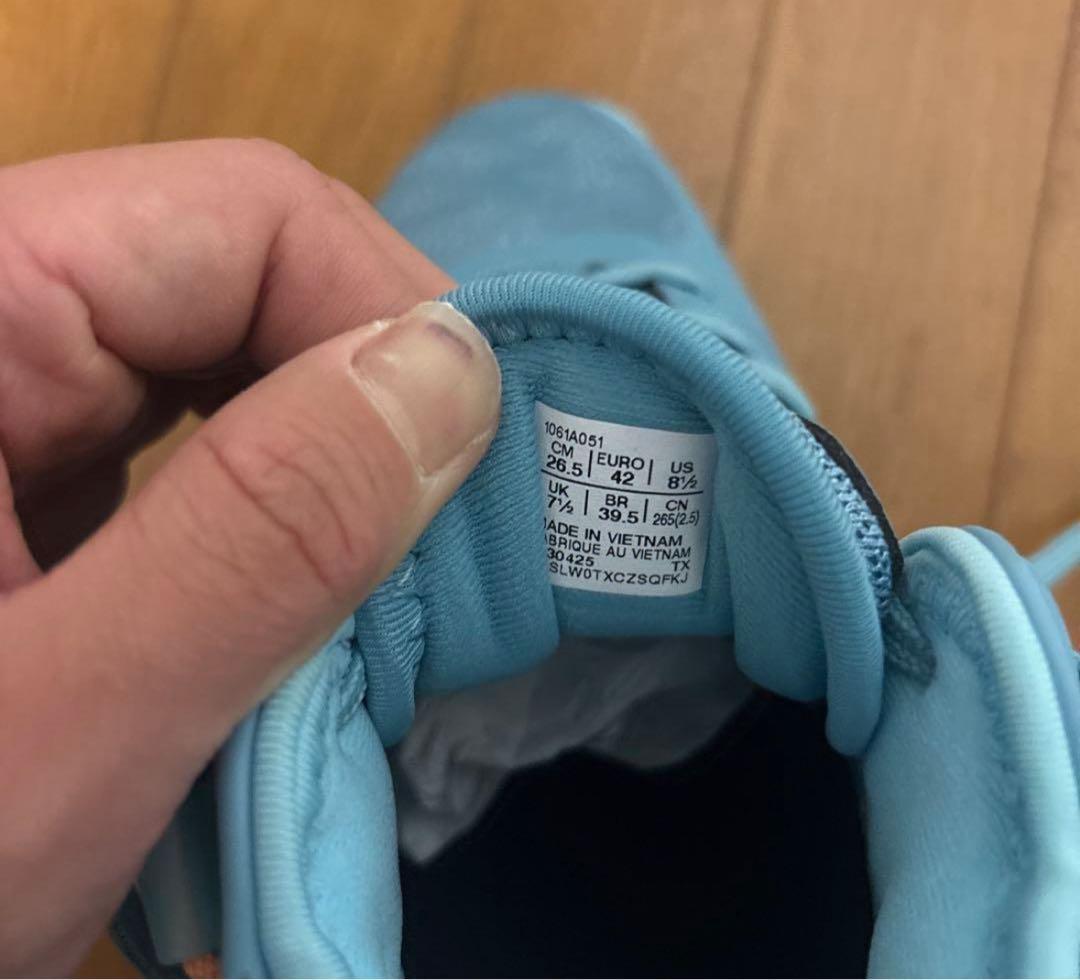 1061A051
CM EURO US
26.5 42 8½
UK BR CN
7½ 39.5 265(2.5)
ADE IN VIETNAM
ABRIQUE AU VIETNAM
30425 TX
SLW0TXCZSQFKJ